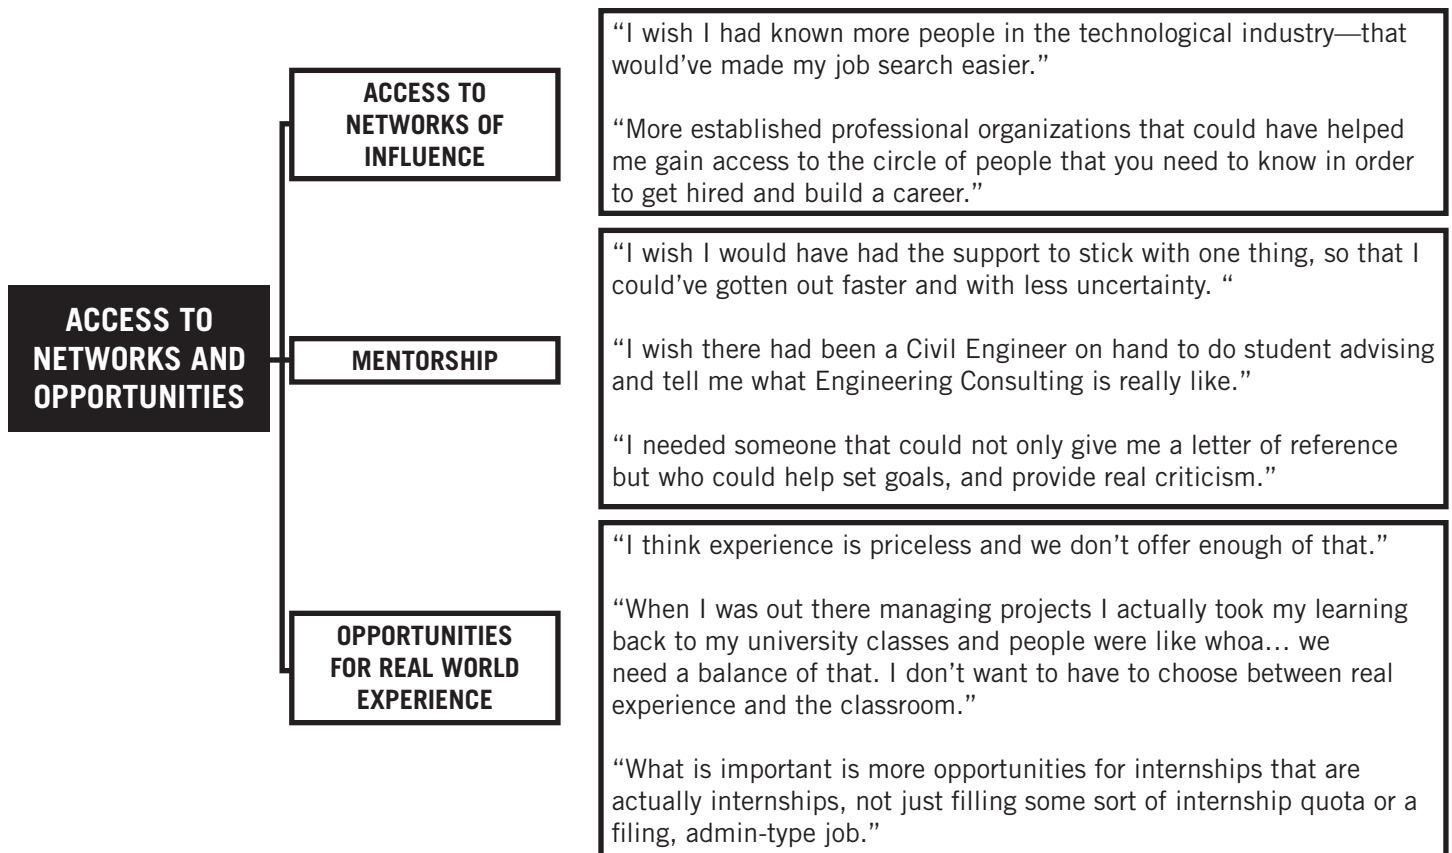 ACCESS TO
NETWORKS AND
OPPORTUNITIES
ACCESS TO
NETWORKS OF
INFLUENCE
“I wish I had known more people in the technological industry—that
would’ve made my job search easier.”
“More established professional organizations that could have helped
me gain access to the circle of people that you need to know in order
to get hired and build a career.”
MENTORSHIP
“I wish I would have had the support to stick with one thing, so that I
could’ve gotten out faster and with less uncertainty. “
“I wish there had been a Civil Engineer on hand to do student advising
and tell me what Engineering Consulting is really like.”
“I needed someone that could not only give me a letter of reference
but who could help set goals, and provide real criticism.”
OPPORTUNITIES
FOR REAL WORLD
EXPERIENCE
“I think experience is priceless and we don’t offer enough of that.”
“When I was out there managing projects I actually took my learning
back to my university classes and people were like whoa… we
need a balance of that. I don’t want to have to choose between real
experience and the classroom.”
“What is important is more opportunities for internships that are
actually internships, not just filling some sort of internship quota or a
filing, admin-type job.”